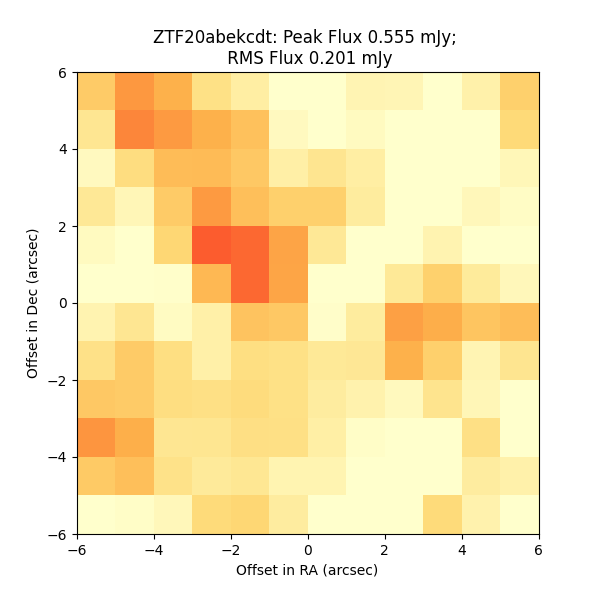 ZTF20abekcdt: Peak Flux 0.555 mJy;
RMS Flux 0.201 mJy
6
4
2
0
−2
−4
−6
Offset in Dec (arcsec)
−6 −4 −2 0 2 4 6
Offset in RA (arcsec)